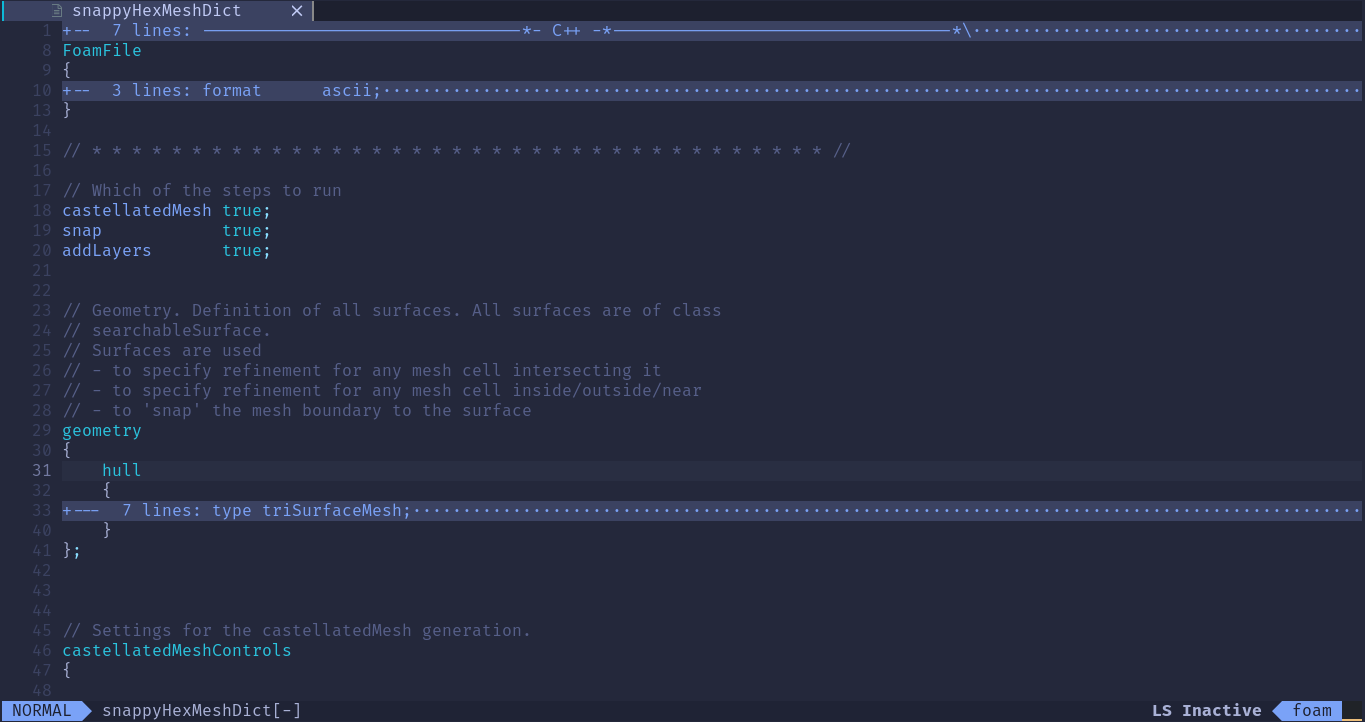 snappyHexMeshDict ✕
1 +-- 7 lines: --------------------------------*- C++ -*----------------------------------*\·······································
8 FoamFile
9 {
10 +-- 3 lines: format      ascii;··················································································
13 }
14
15 // * * * * * * * * * * * * * * * * * * * * * * * * * * * * * * * * * * * * * //
16
17 // Which of the steps to run
18 castellatedMesh true;
19 snap            true;
20 addLayers       true;
21
22
23 // Geometry. Definition of all surfaces. All surfaces are of class
24 // searchableSurface.
25 // Surfaces are used
26 // - to specify refinement for any mesh cell intersecting it
27 // - to specify refinement for any mesh cell inside/outside/near
28 // - to 'snap' the mesh boundary to the surface
29 geometry
30 {
31     hull
32     {
33 +--- 7 lines: type triSurfaceMesh;···············································································
40     }
41 };
42
43
44
45 // Settings for the castellatedMesh generation.
46 castellatedMeshControls
47 {
48
NORMAL snappyHexMeshDict[-] LS Inactive foam